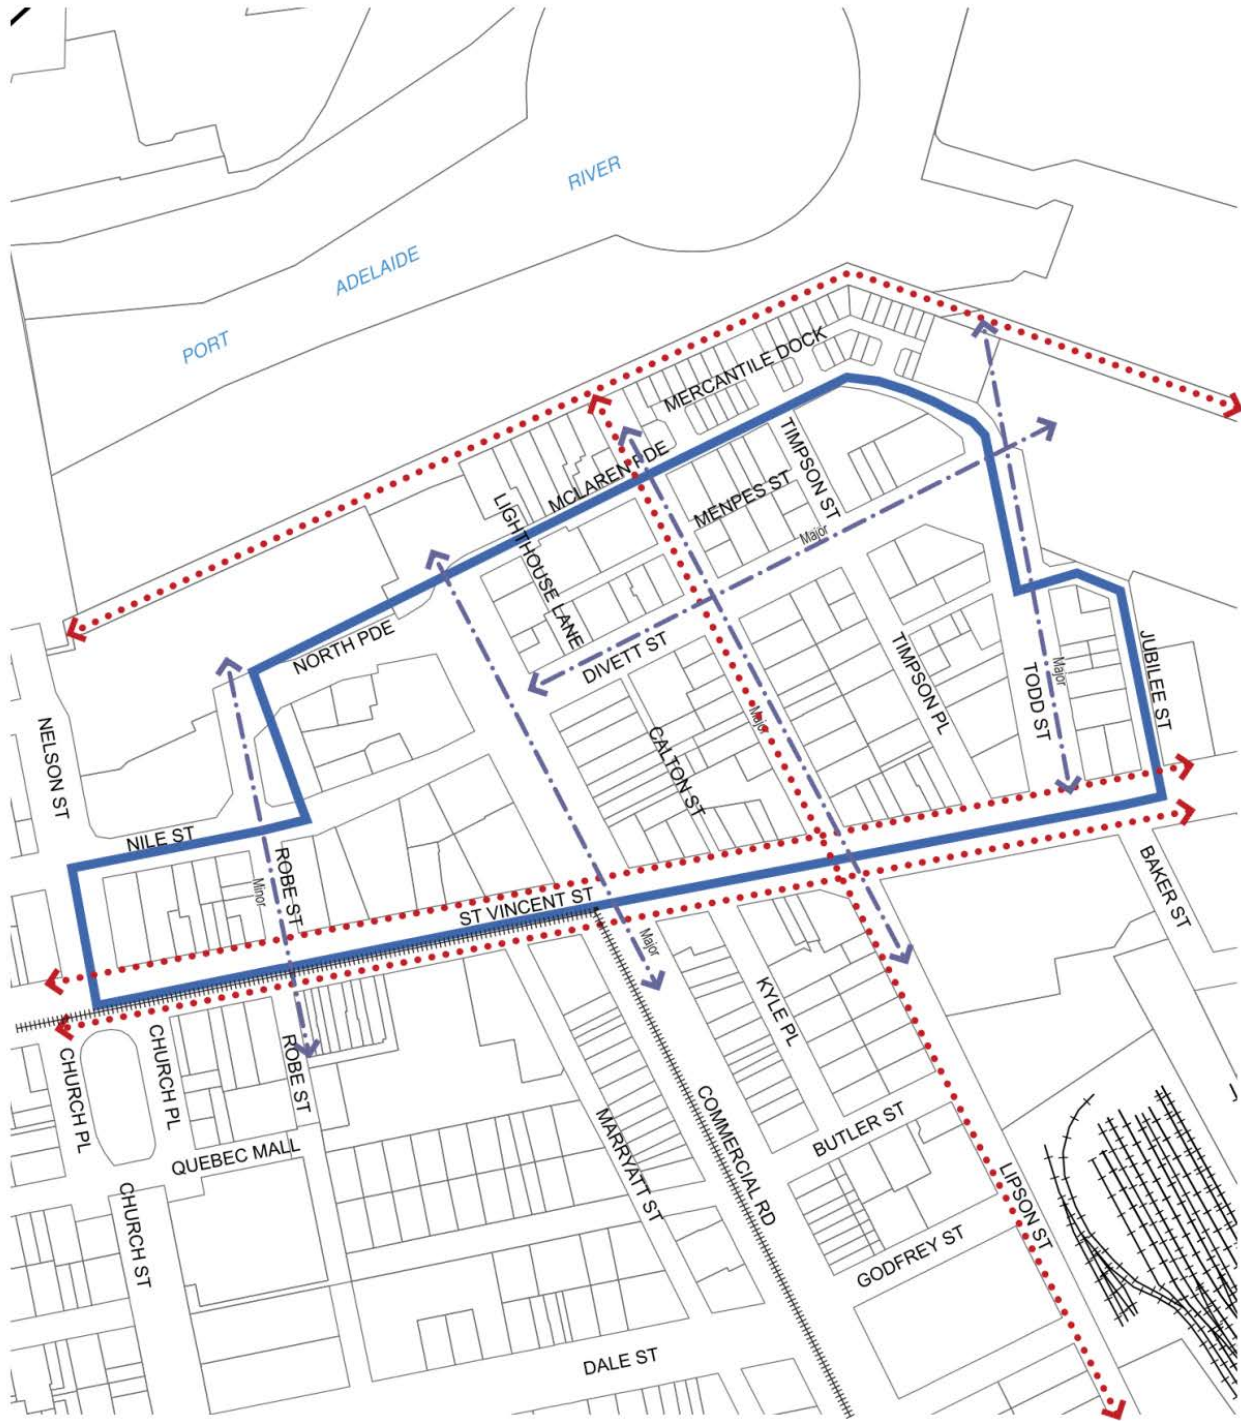 RIVER
ADELAIDE
PORT
MERCANTILE DOCK
MCLAREN PDE
TIMPSON ST
MENPES ST
LIGHTHOUSE LANE
Major
NORTH PDE
DIVETT ST
TIMPSON PL
JUBILEE ST
TODD ST
Major
NELSON ST
CALTON ST
Major
NILE ST
ROBE ST
Minor
ST VINCENT ST
BAKER ST
Major
KYLE PL
CHURCH PL
CHURCH PL
ROBE ST
QUEBEC MALL
MARRYATT ST
COMMERCIAL RD
BUTLER ST
LIPSON ST
CHURCH ST
GODFREY ST
DALE ST